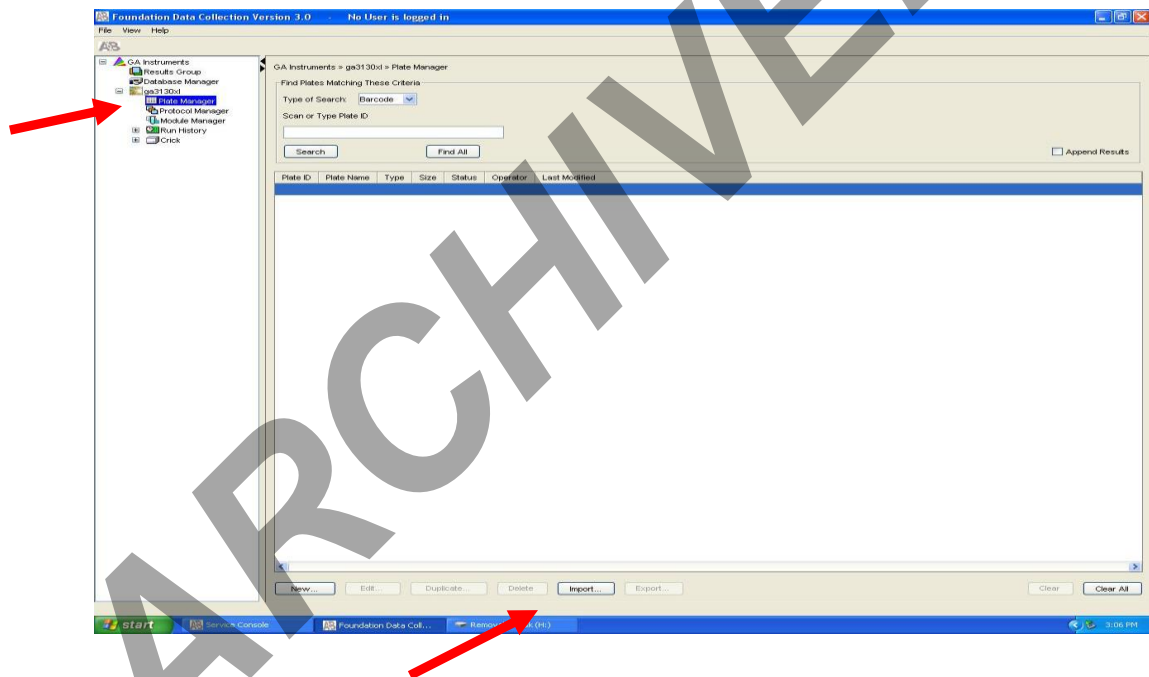 Foundation Data Collection Version 3.0 - No User is logged in
File View Help
AB
GA Instruments
Results Group
Database Manager
ga3130xl
Plate Manager
Protocol Manager
Module Manager
Run History
Crick
GA Instruments > ga3130xl > Plate Manager
Find Plates Matching These Criteria
Type of Search: Barcode
Scan or Type Plate ID
Search Find All Append Results
Plate ID Plate Name Type Size Status Operator Last Modified
New... Edit... Duplicate... Delete Import... Export... Clear Clear All
start Service Console Foundation Data Coll... (H:) 3:06 PM